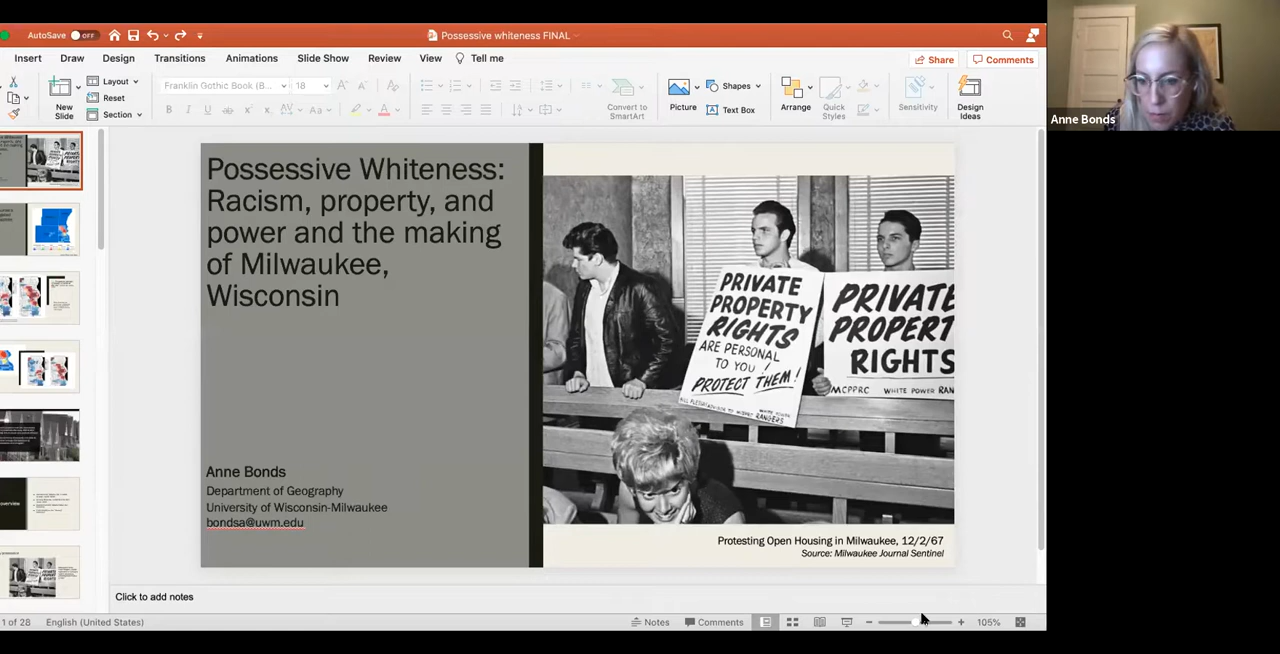 AutoSave OFF
Possessive whiteness FINAL
Insert Draw Design Transitions Animations Slide Show Review View Tell me
Share Comments
Layout
Reset
Section
New
Slide
Franklin Gothic Book (B... 18
Convert to
SmartArt
Picture
Shapes
Text Box
Arrange
Quick
Styles
Sensitivity
Design
Ideas
Anne Bonds
Possessive Whiteness:
Racism, property, and
power and the making
of Milwaukee,
Wisconsin
Anne Bonds
Department of Geography
University of Wisconsin-Milwaukee
bondsa@uwm.edu
PRIVATE
PROPERTY
RIGHTS
ARE PERSONAL
TO YOU!
PROTECT THEM!
WHITE POWER
RANGERS
PRIVATE
PROPERT
RIGHTS
MCPPRC WHITE POWER RAN
Protesting Open Housing in Milwaukee, 12/2/67
Source: Milwaukee Journal Sentinel
Click to add notes
1 of 28 English (United States)
Notes Comments 105%